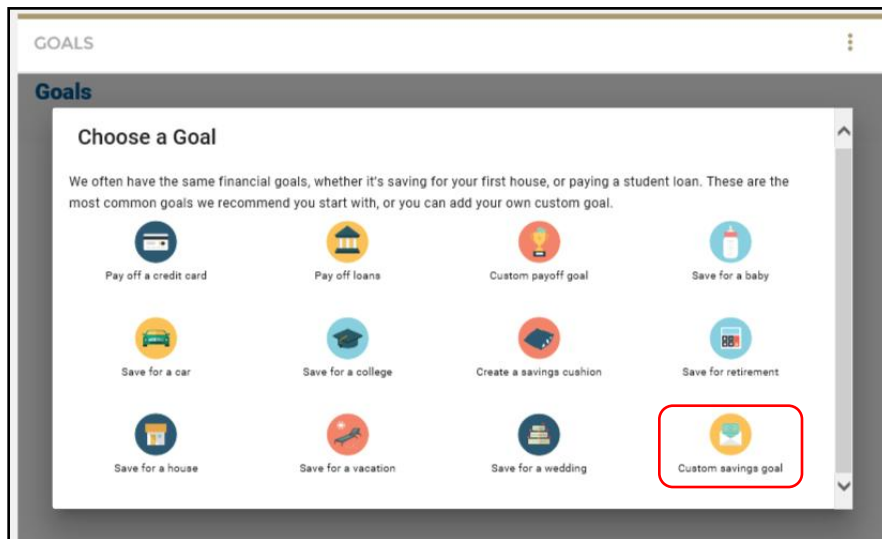 GOALS
Goals
Choose a Goal
We often have the same financial goals, whether it's saving for your first house, or paying a student loan. These are the
most common goals we recommend you start with, or you can add your own custom goal.
Pay off a credit card
Pay off loans
Custom payoff goal
Save for a baby
Save for a car
Save for a college
Create a savings cushion
Save for retirement
Save for a house
Save for a vacation
Save for a wedding
Custom savings goal